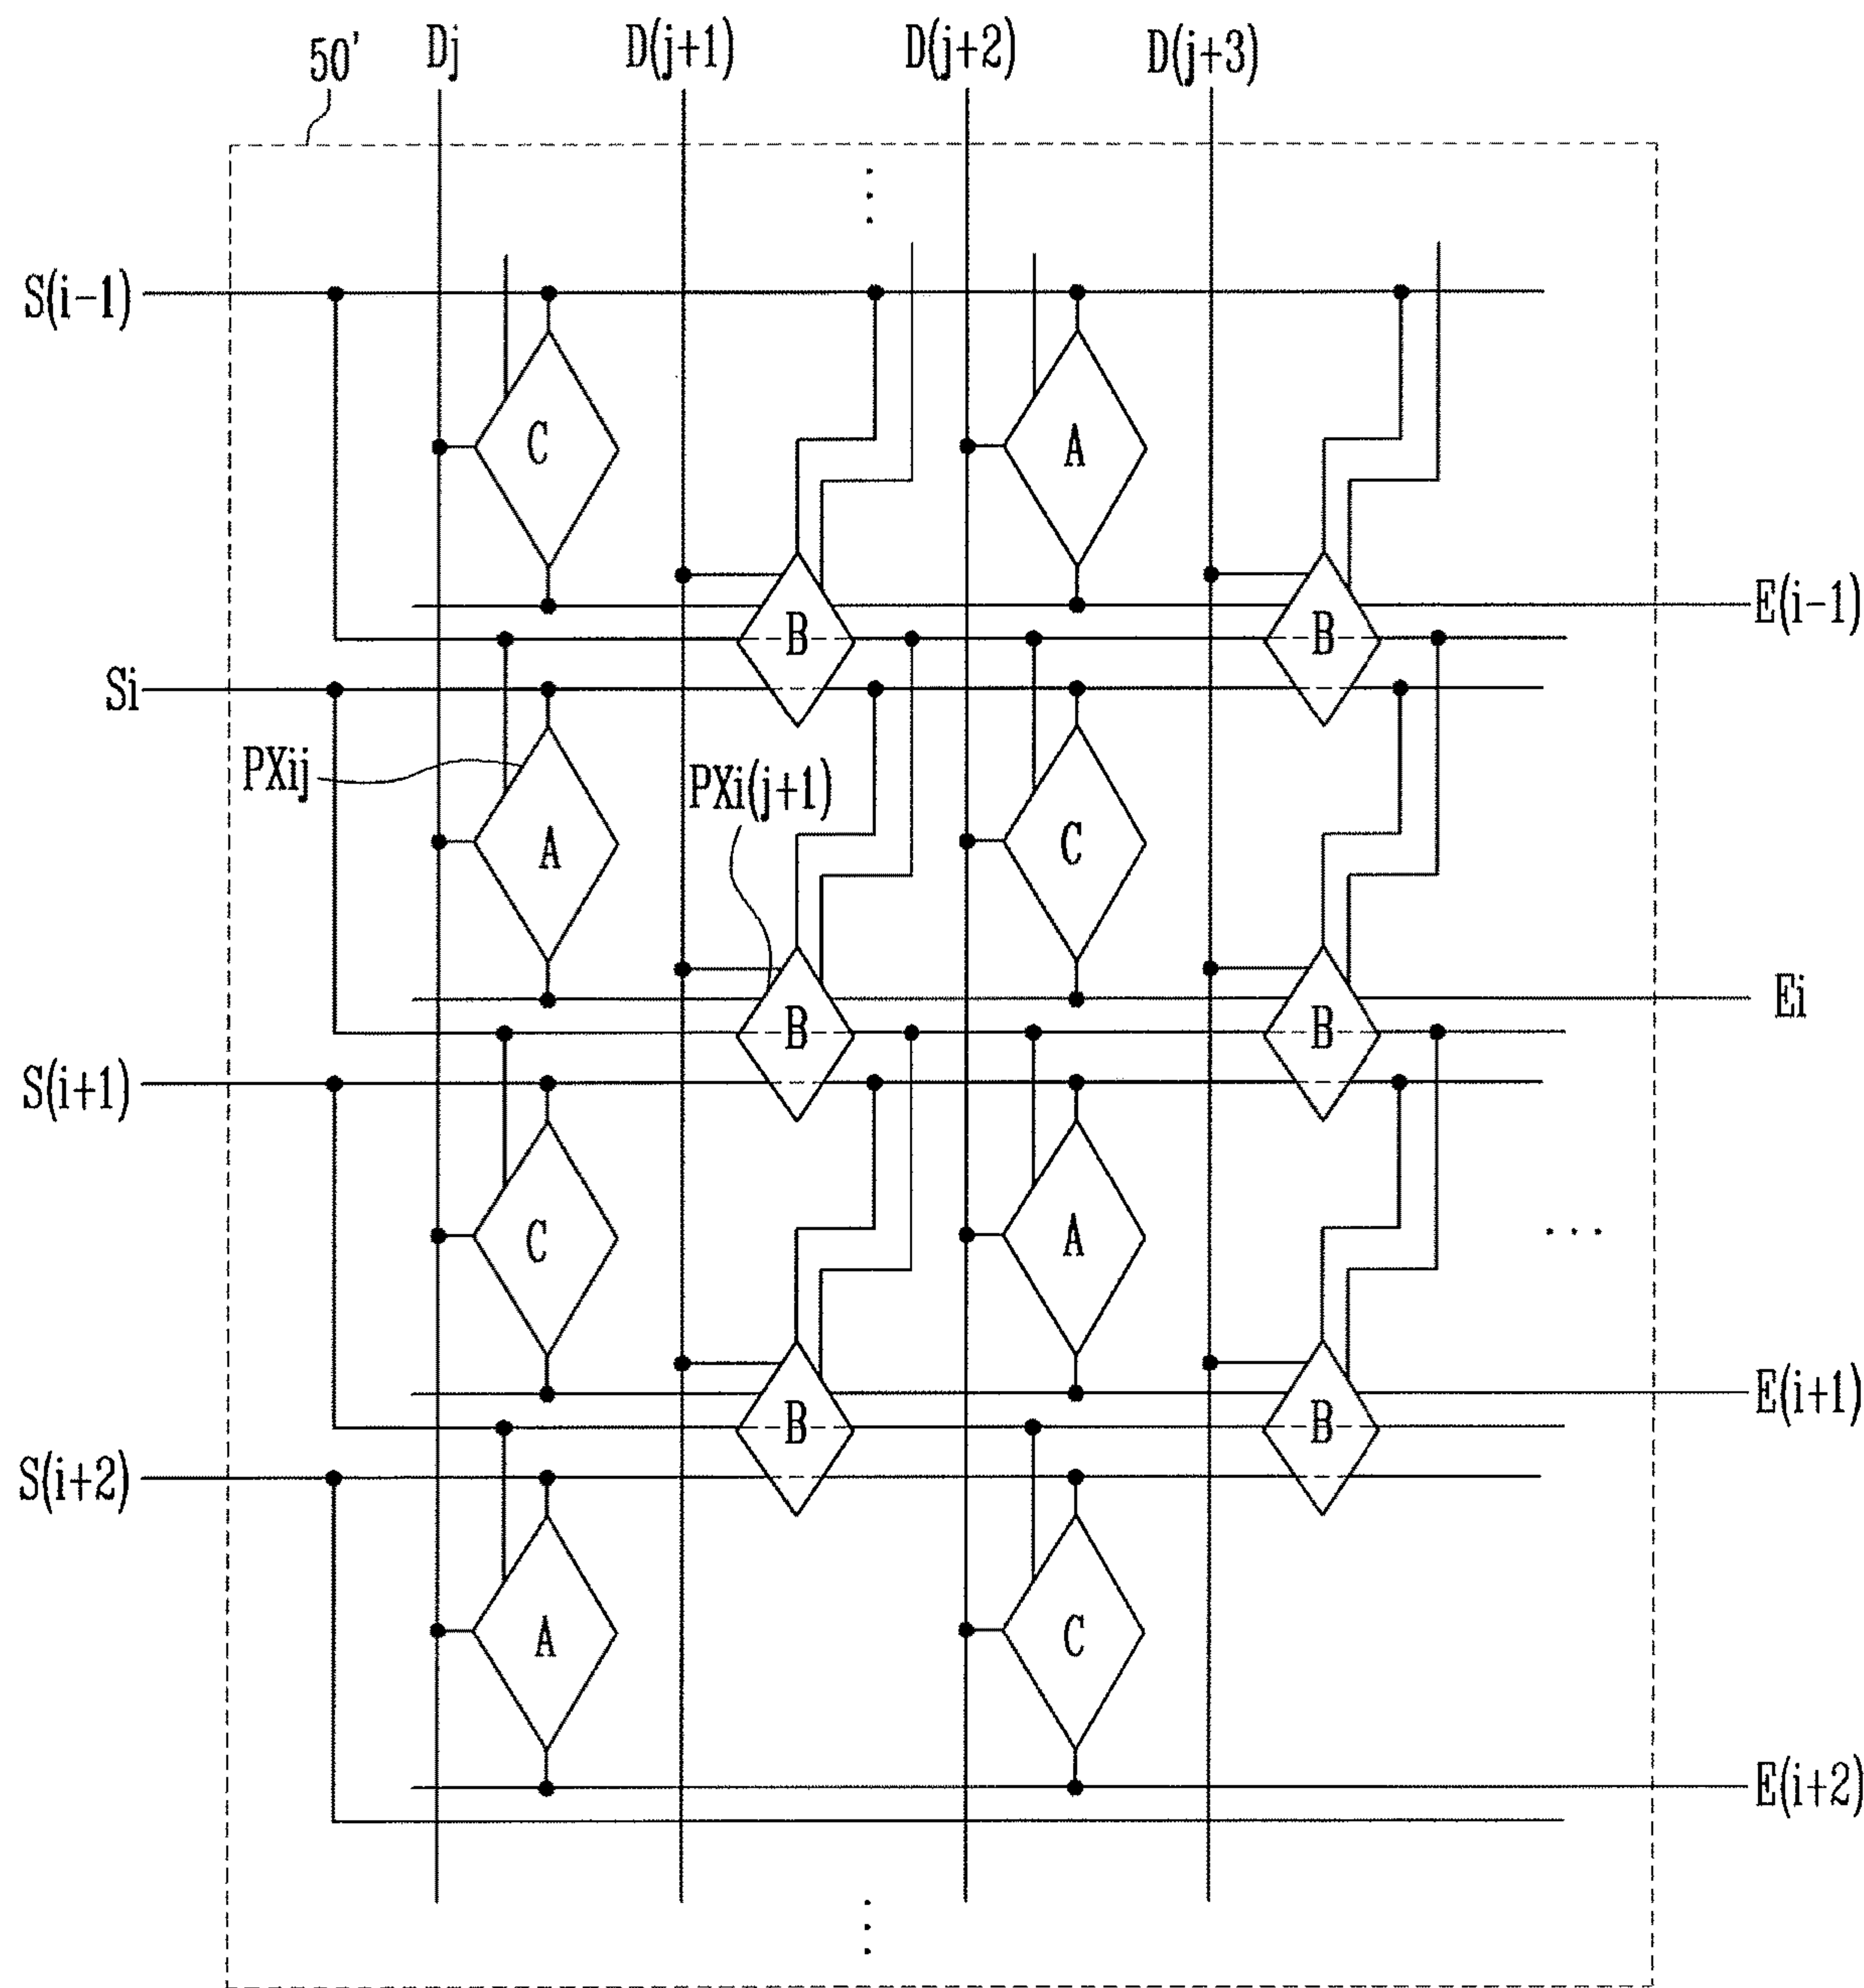 50' Dj D(j+1) D(j+2) D(j+3)
S(i-1)
C A
E(i-1)
B B
Si
PXij PXi(j+1)
A C
Ei
B B
S(i+1)
C A
E(i+1)
B B
S(i+2)
A C
E(i+2)